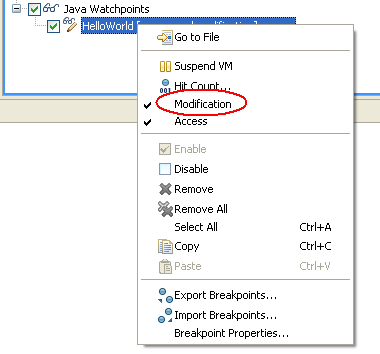 Java Watchpoints
HelloWorld [
Go to File
Suspend VM
Hit Count...
Modification
Access
Enable
Disable
Remove
Remove All
Select All Ctrl+A
Copy Ctrl+C
Paste Ctrl+V
Export Breakpoints...
Import Breakpoints...
Breakpoint Properties...